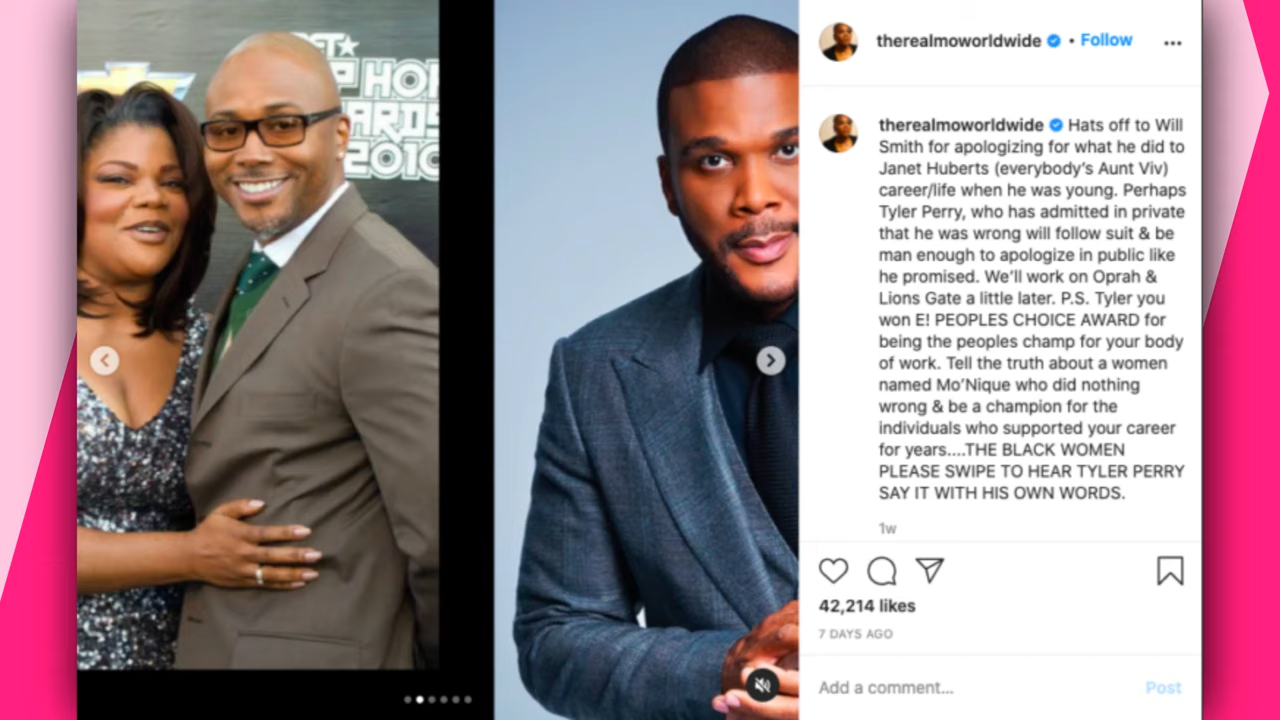 HOP
AWARDS
2010
therealmoworldwide • Follow
therealmoworldwide Hats off to Will
Smith for apologizing for what he did to
Janet Huberts (everybody's Aunt Viv)
career/life when he was young. Perhaps
Tyler Perry, who has admitted in private
that he was wrong will follow suit & be
man enough to apologize in public like
he promised. We'll work on Oprah &
Lions Gate a little later. P.S. Tyler you
won E! PEOPLES CHOICE AWARD for
being the peoples champ for your body
of work. Tell the truth about a women
named Mo'Nique who did nothing
wrong & be a champion for the
individuals who supported your career
for years....THE BLACK WOMEN
PLEASE SWIPE TO HEAR TYLER PERRY
SAY IT WITH HIS OWN WORDS.
1w
42,214 likes
7 DAYS AGO
Add a comment... Post